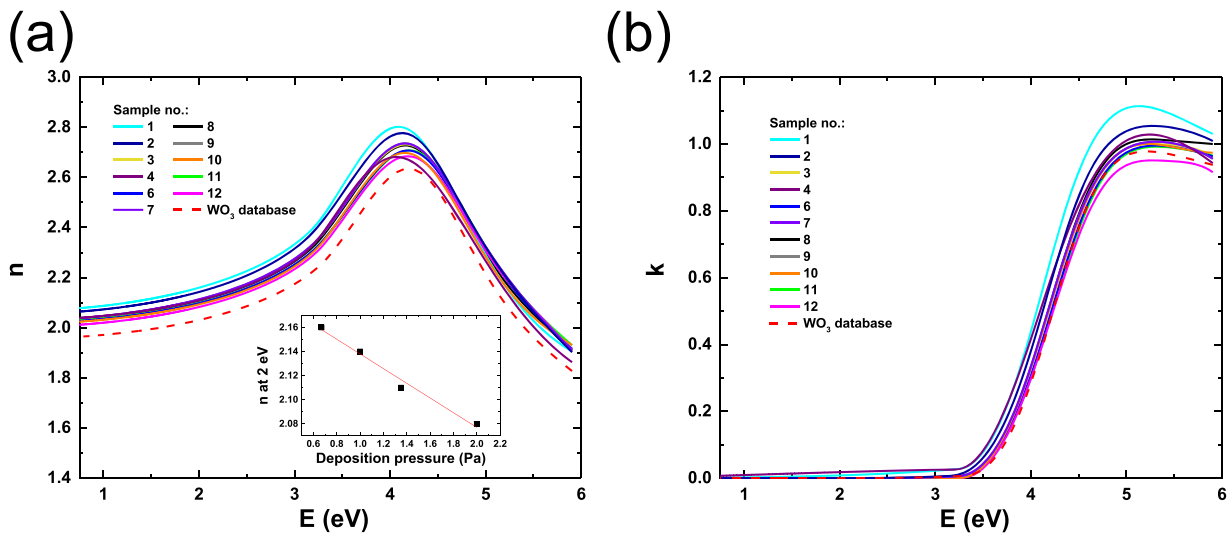 (a)
n
3.0
2.8
2.6
2.4
2.2
2.0
1.8
1.6
1.4
Sample no.:
1 8
2 9
3 10
4 11
6 12
7 WO3 database
n at 2 eV
2.16
2.14
2.12
2.10
2.08
0.6 0.8 1.0 1.2 1.4 1.6 1.8 2.0 2.2
Deposition pressure (Pa)
1 2 3 4 5 6
E (eV)
(b)
k
1.2
1.0
0.8
0.6
0.4
0.2
0.0
Sample no.:
1
2
3
4
6
7
8
9
10
11
12
WO3 database
1 2 3 4 5 6
E (eV)